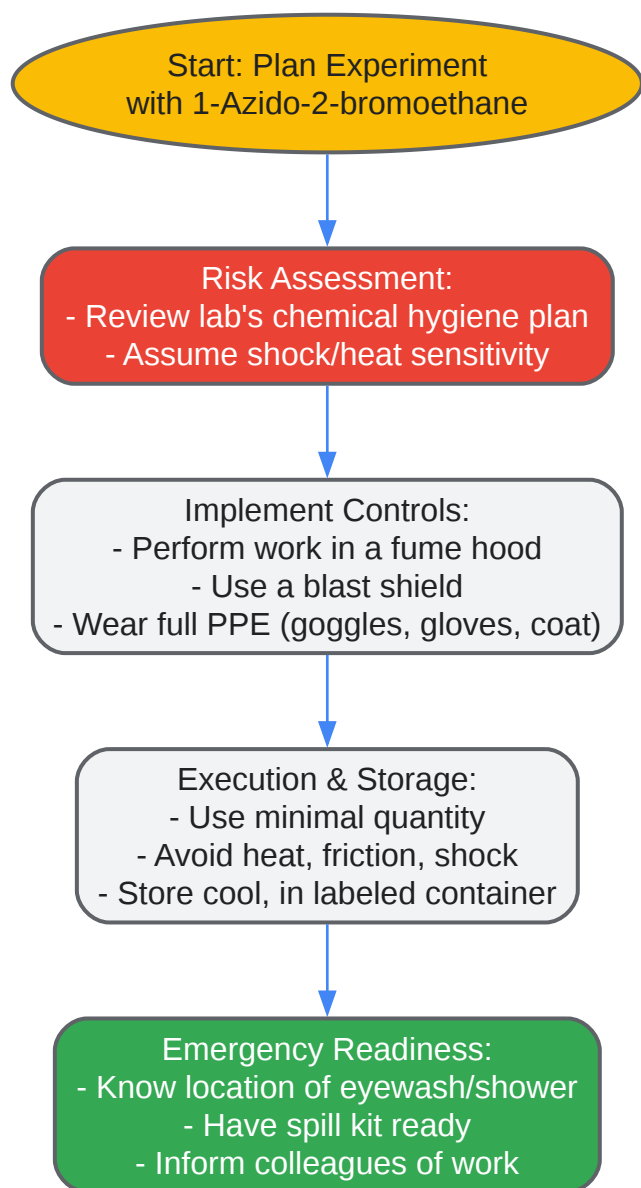 Start: Plan Experiment
with 1-Azido-2-bromoethane
Risk Assessment:
- Review lab's chemical hygiene plan
- Assume shock/heat sensitivity
Implement Controls:
- Perform work in a fume hood
- Use a blast shield
- Wear full PPE (goggles, gloves, coat)
Execution & Storage:
- Use minimal quantity
- Avoid heat, friction, shock
- Store cool, in labeled container
Emergency Readiness:
- Know location of eyewash/shower
- Have spill kit ready
- Inform colleagues of work